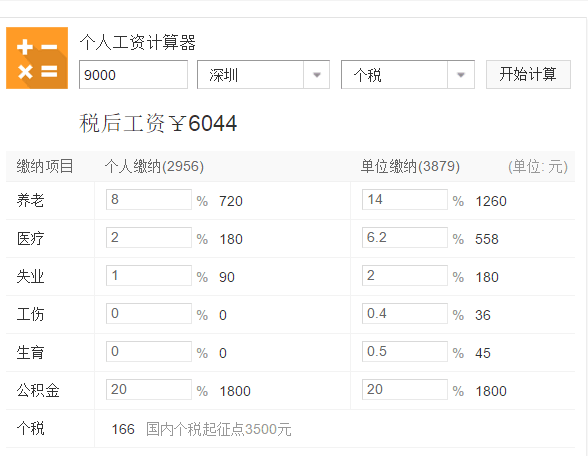 个人工资计算器
9000 深圳 个税 开始计算
税后工资￥6044
缴纳项目 个人缴纳(2956) 单位缴纳(3879) (单位: 元)
养老 8 % 720 14 % 1260
医疗 2 % 180 6.2 % 558
失业 1 % 90 2 % 180
工伤 0 % 0 0.4 % 36
生育 0 % 0 0.5 % 45
公积金 20 % 1800 20 % 1800
个税 166 国内个税起征点3500元